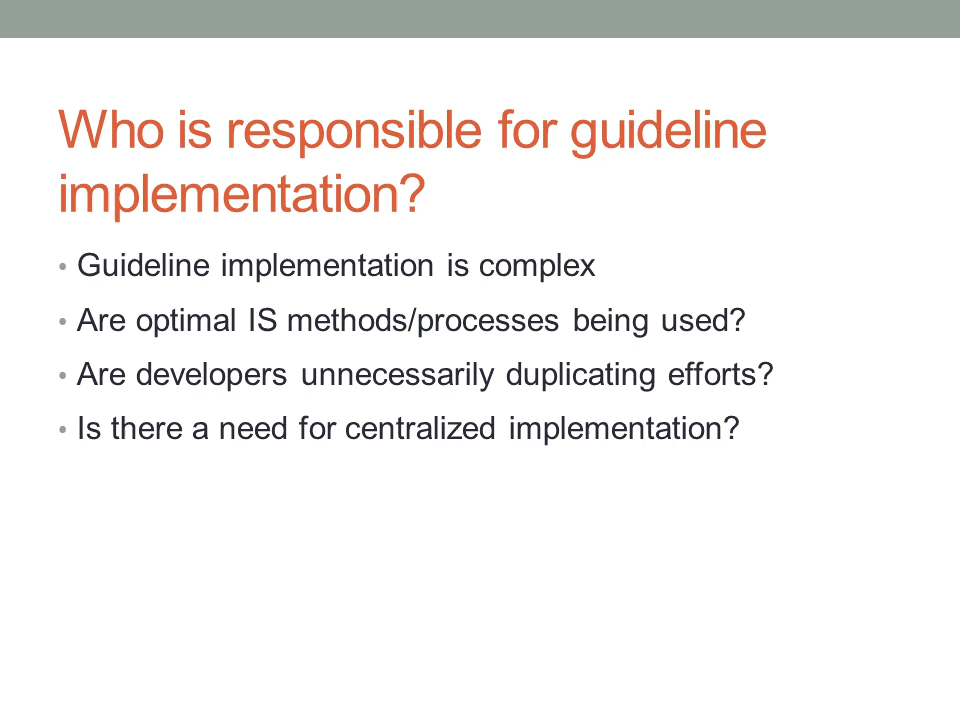 Who is responsible for guideline
implementation?
• Guideline implementation is complex
• Are optimal IS methods/processes being used?
• Are developers unnecessarily duplicating efforts?
• Is there a need for centralized implementation?